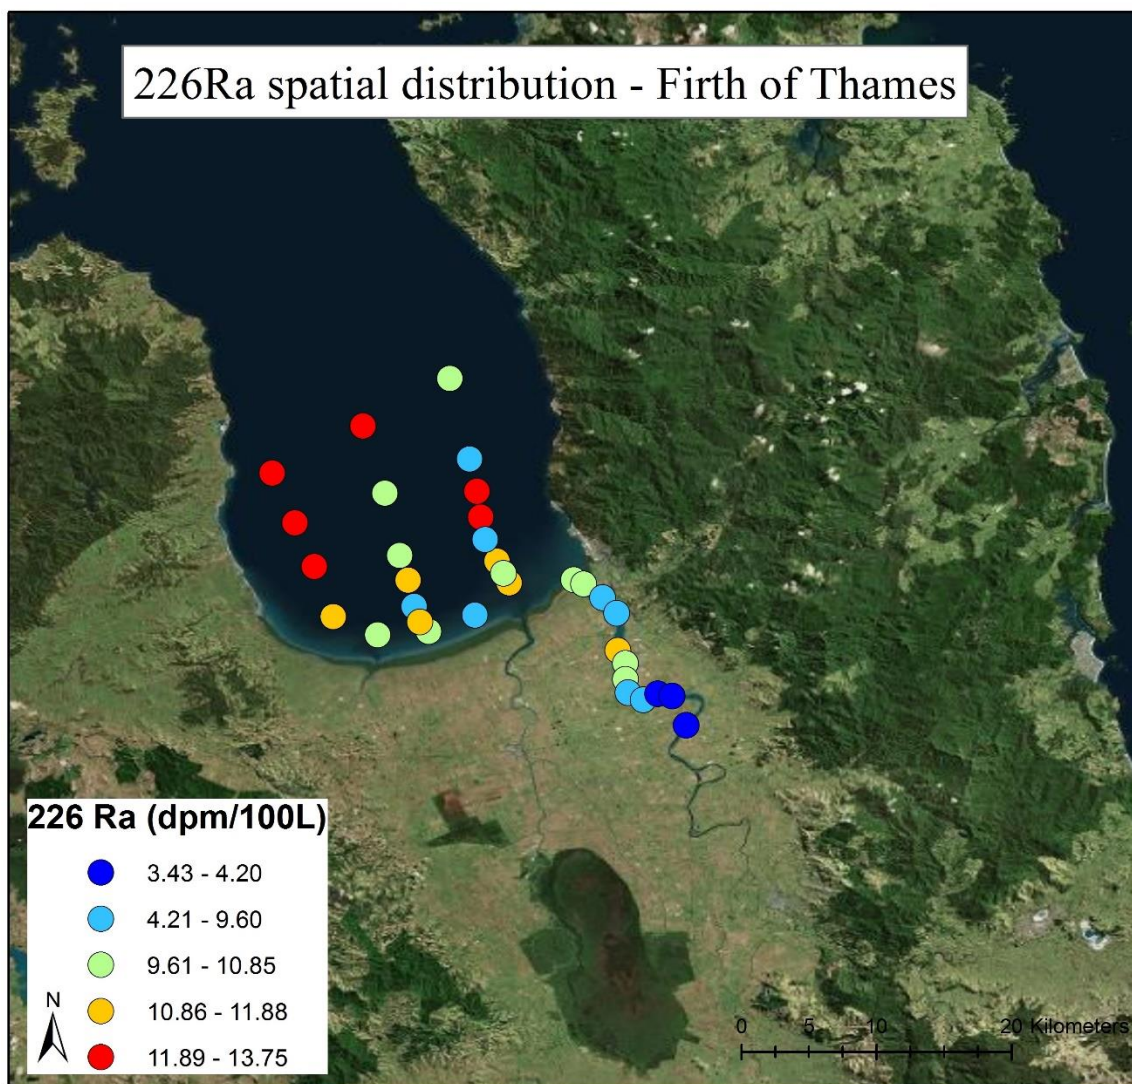 226Ra spatial distribution - Firth of Thames
226 Ra (dpm/100L)
3.43 - 4.20
4.21 - 9.60
9.61 - 10.85
10.86 - 11.88
11.89 - 13.75
N
0 5 10 20 Kilometers